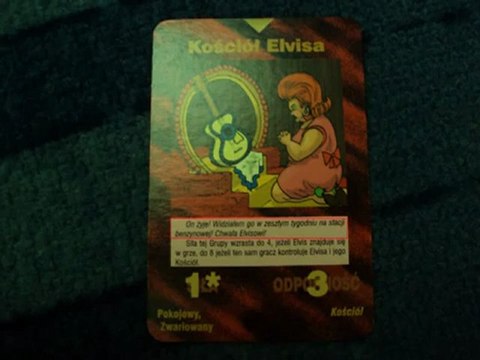 Kościół Elvisa
On żyje! Widziałem go w zeszłym tygodniu na stacji
benzynowej! Chwała Elvisowi!
Siła tej Grupy wzrasta do 4, jeżeli Elvis znajduje się
w grze, do 8 jeżeli ten sam gracz kontroluje Elvisa i jego
Kościół.
1* 3
Pokojowy, Kościół
Zwariowany